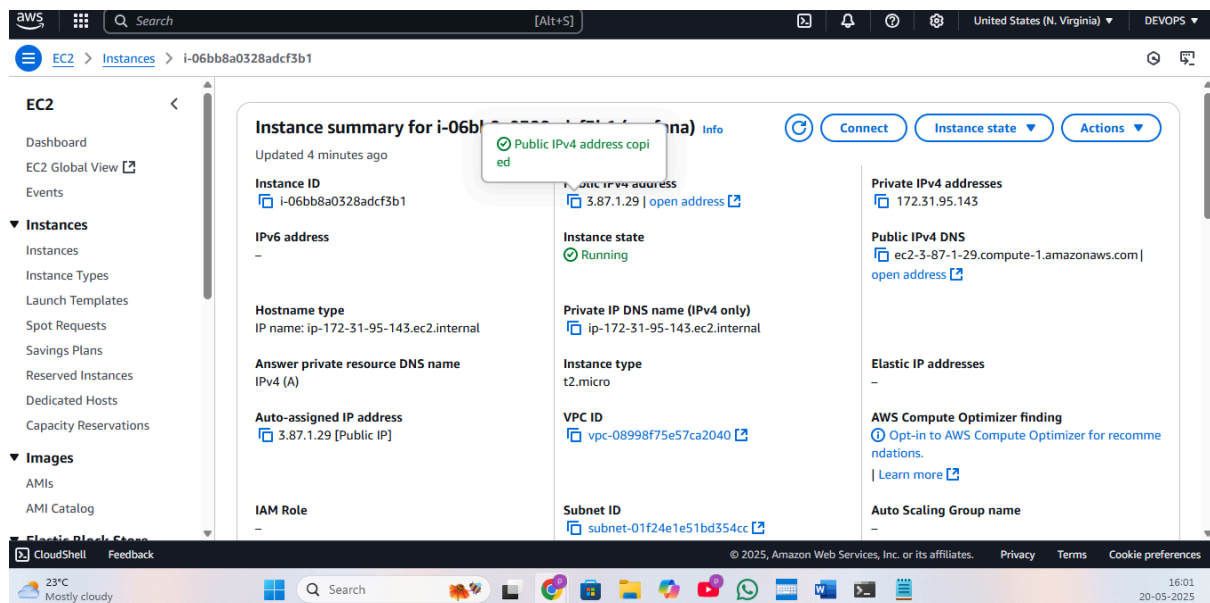 aws
Search [Alt+S] United States (N. Virginia) DEVOPS
EC2 > Instances > i-06bb8a0328adcf3b1
EC2
Dashboard
EC2 Global View
Events
Instances
Instances
Instance Types
Launch Templates
Spot Requests
Savings Plans
Reserved Instances
Dedicated Hosts
Capacity Reservations
Images
AMIs
AMI Catalog
Elastic Block Store
Instance summary for Info
Public IPv4 address copi
ed
Connect Instance state Actions
Updated 4 minutes ago
Instance ID
i-06bb8a0328adcf3b1
Public IPv4 address
3.87.1.29 | open address
Private IPv4 addresses
172.31.95.143
IPv6 address
–
Instance state
Running
Public IPv4 DNS
ec2-3-87-1-29.compute-1.amazonaws.com |
open address
Hostname type
IP name: ip-172-31-95-143.ec2.internal
Private IP DNS name (IPv4 only)
ip-172-31-95-143.ec2.internal
Answer private resource DNS name
IPv4 (A)
Instance type
t2.micro
Elastic IP addresses
–
Auto-assigned IP address
3.87.1.29 [Public IP]
VPC ID
vpc-08998f75e57ca2040
AWS Compute Optimizer finding
Opt-in to AWS Compute Optimizer for recomme
ndations.
| Learn more
IAM Role
–
Subnet ID
subnet-01f24e1e51bd354cc
Auto Scaling Group name
–
CloudShell Feedback © 2025, Amazon Web Services, Inc. or its affiliates. Privacy Terms Cookie preferences
23°C
Mostly cloudy
Search
16:01
20-05-2025